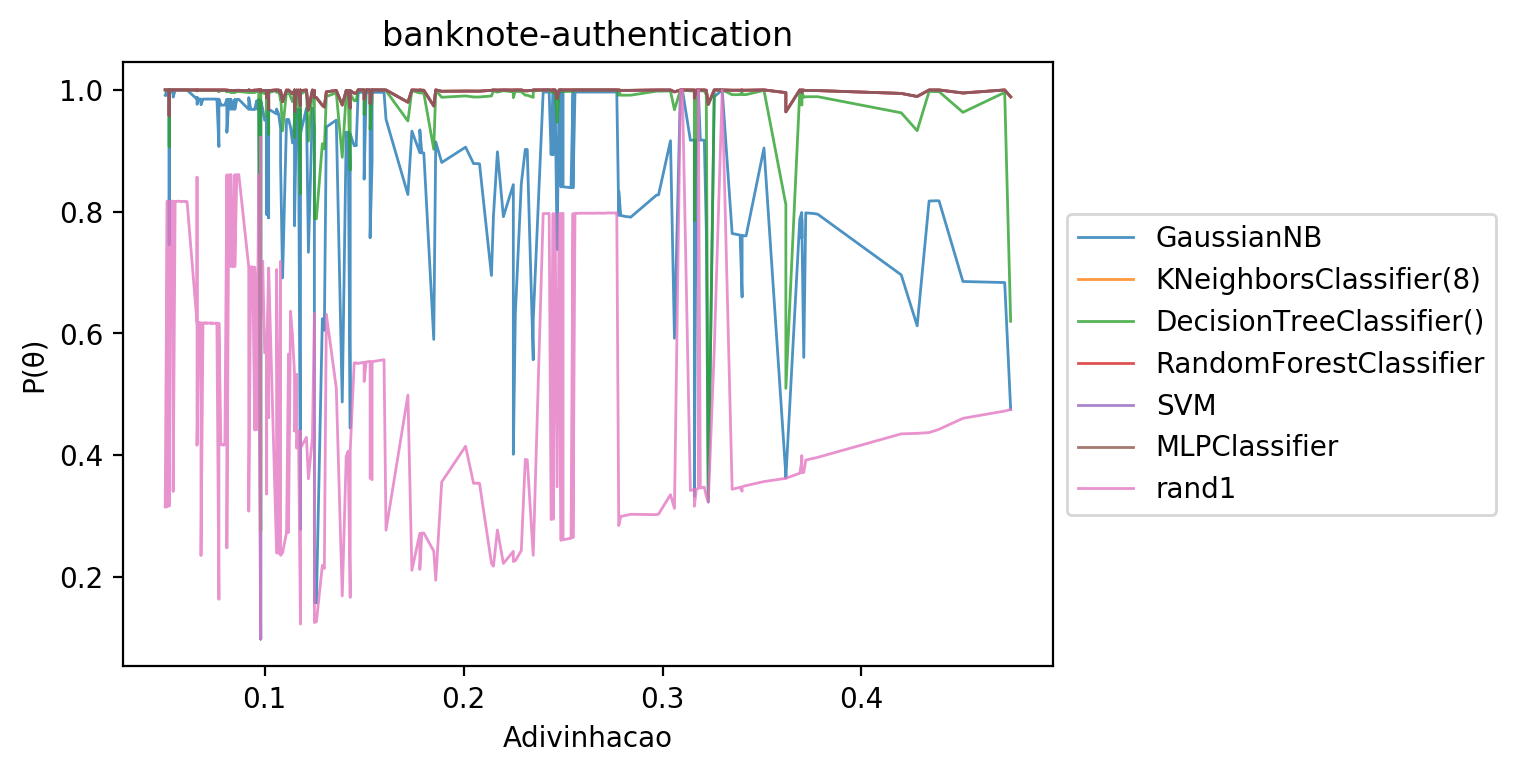 banknote-authentication
1.0
0.8
0.6
0.4
0.2
P(θ)
0.1 0.2 0.3 0.4
Adivinhacao
GaussianNB
KNeighborsClassifier(8)
DecisionTreeClassifier()
RandomForestClassifier
SVM
MLPClassifier
rand1